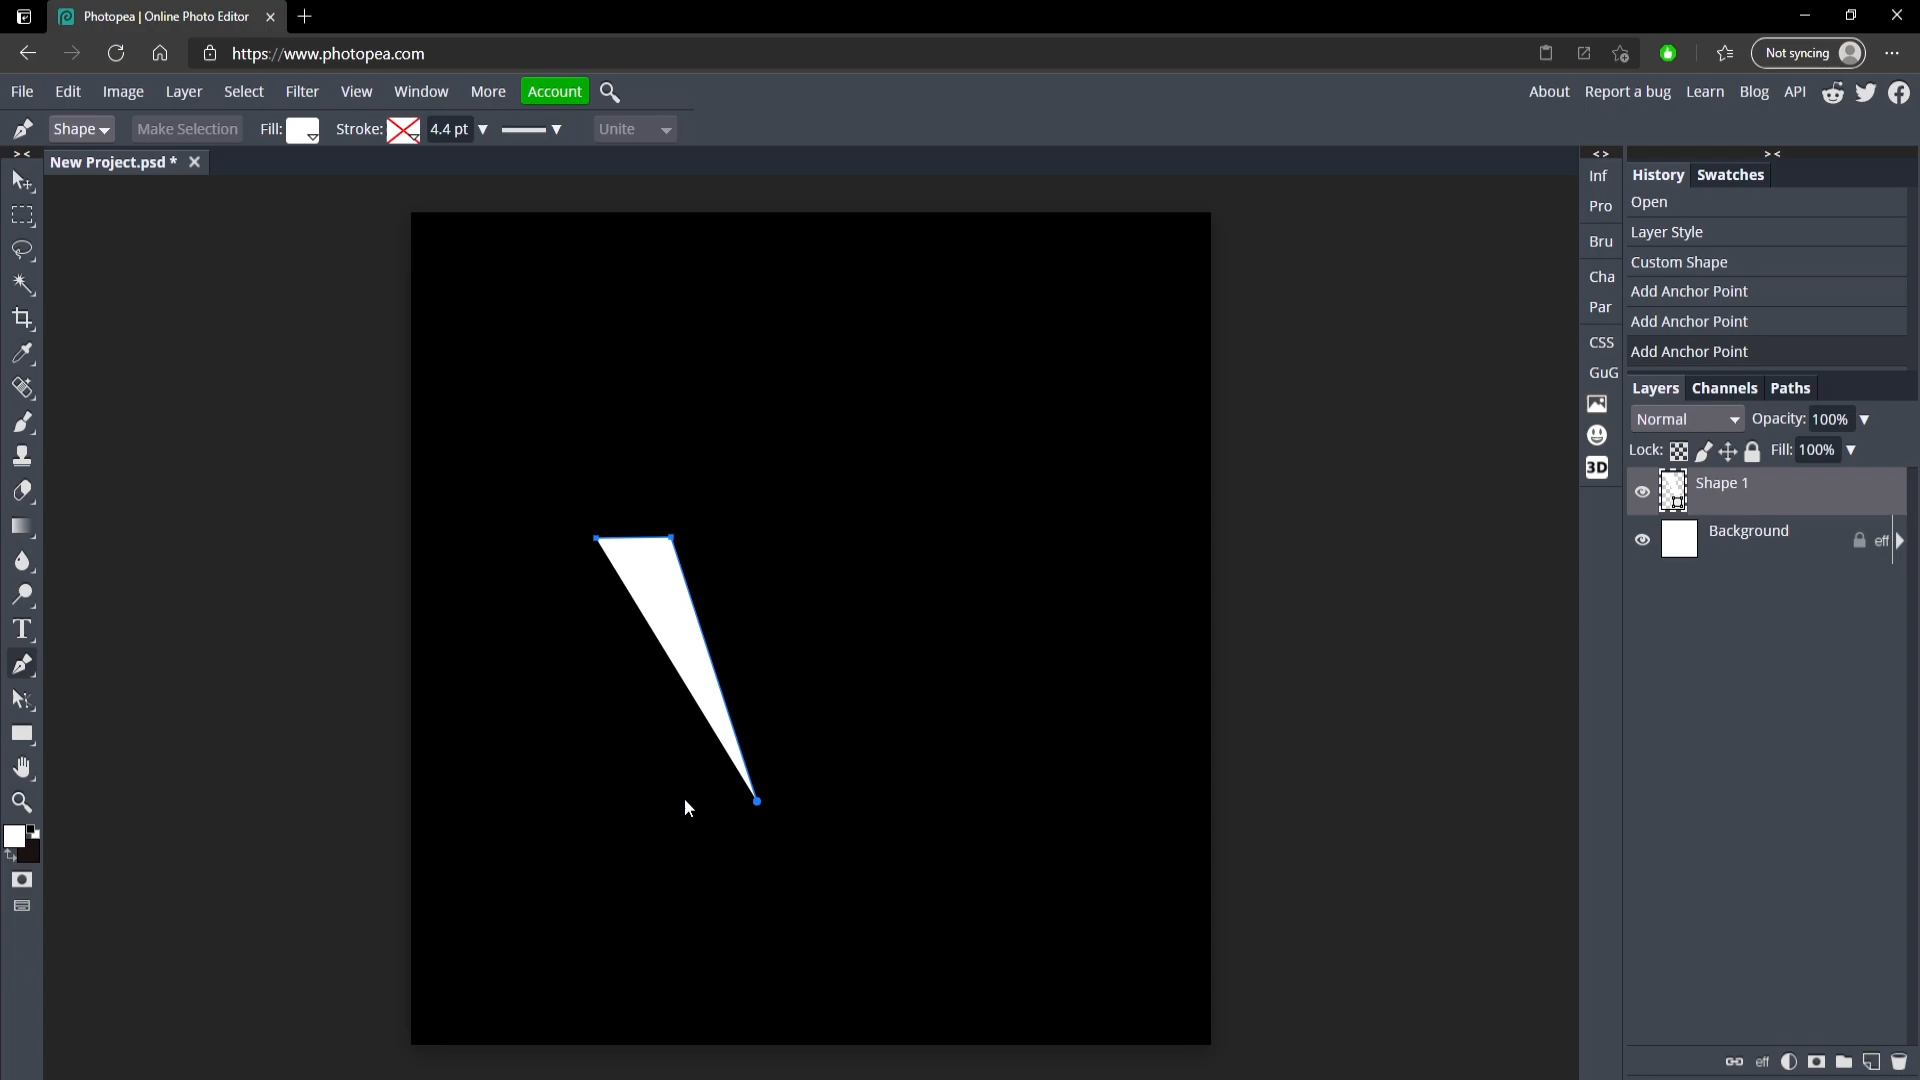 Photopea | Online Photo Editor
https://www.photopea.com
Not syncing
File Edit Image Layer Select Filter View Window More Account
About Report a bug Learn Blog API
Shape Make Selection Fill: Stroke: 4.4 pt Unite
> <
New Project.psd *
< >
> <
Inf
Pro
Bru
Cha
Par
CSS
GuG
3D
History Swatches
Open
Layer Style
Custom Shape
Add Anchor Point
Add Anchor Point
Add Anchor Point
Layers Channels Paths
Normal Opacity: 100%
Lock: Fill: 100%
Shape 1
Background eff
T
eff